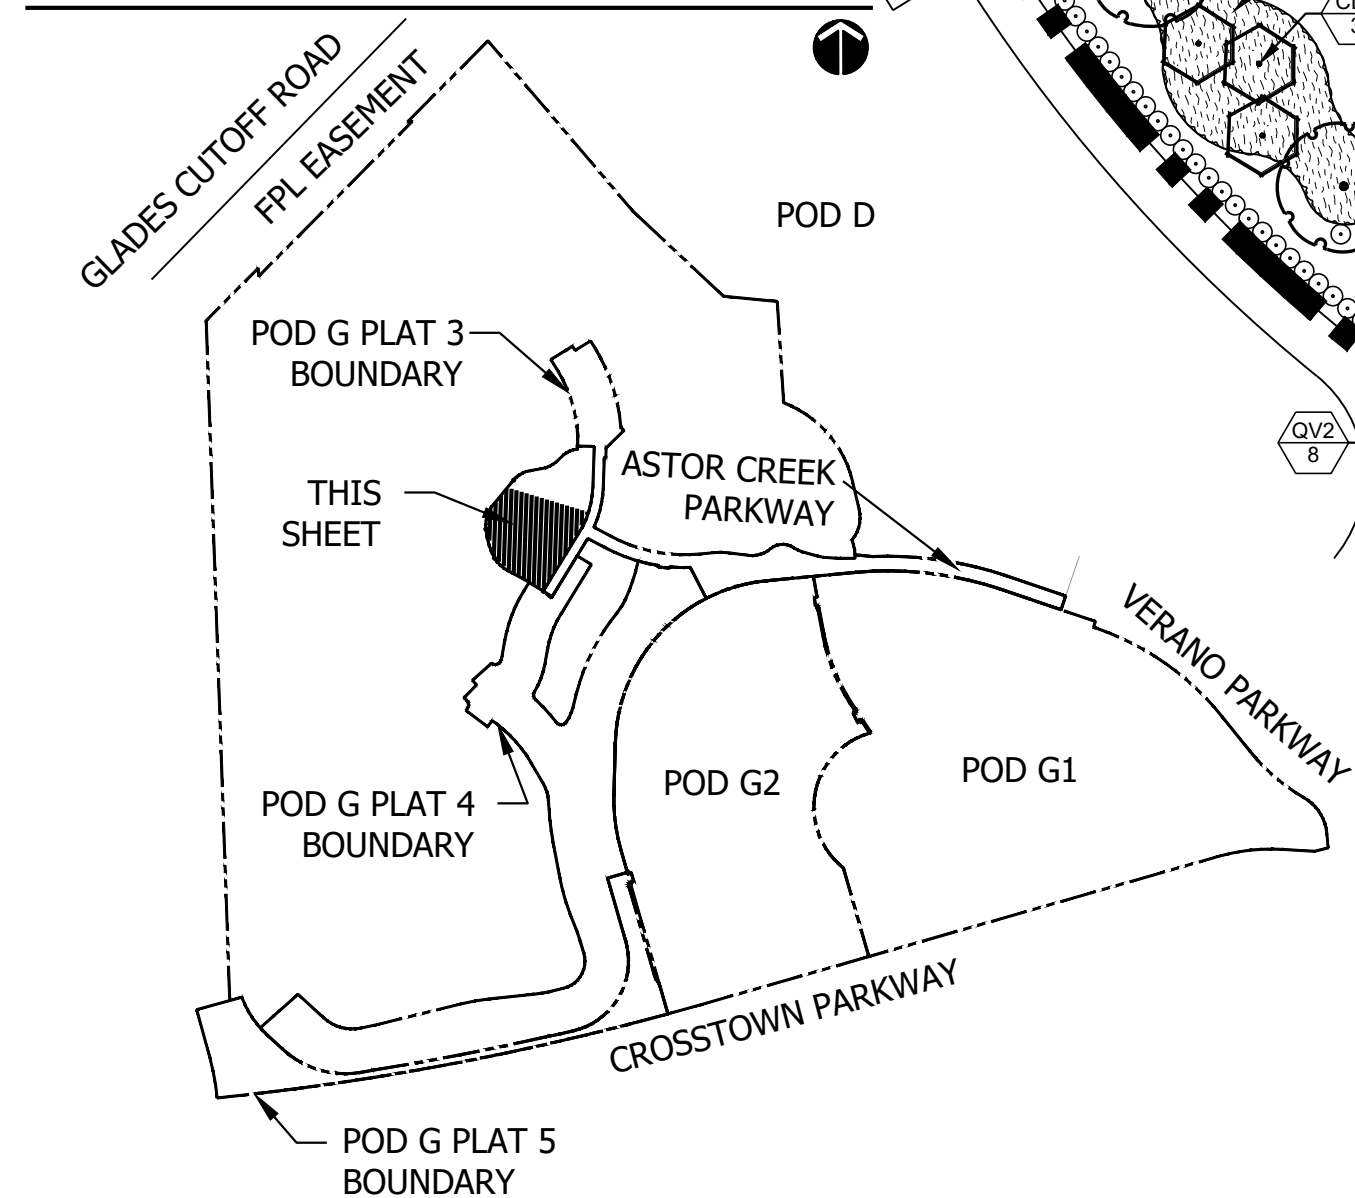 GLADES CUTOFF ROAD
FPL EASEMENT
POD D
POD G PLAT 3
BOUNDARY
QV2
8
ASTOR CREEK
PARKWAY
THIS
SHEET
VERANO PARKWAY
POD G2
POD G1
POD G PLAT 4
BOUNDARY
CROSSTOWN PARKWAY
POD G PLAT 5
BOUNDARY